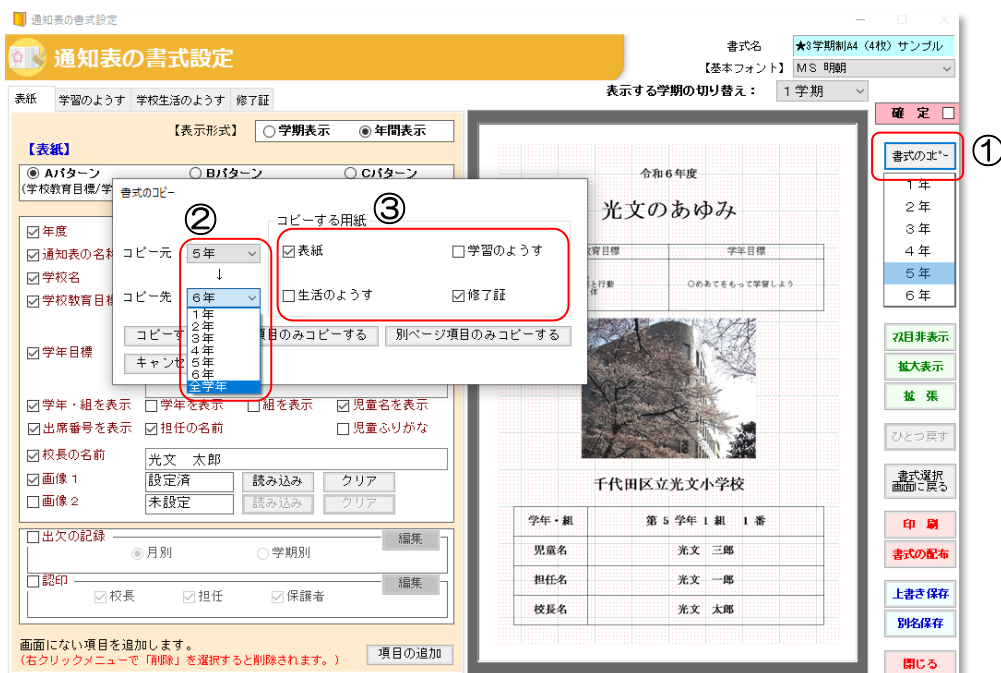 通知表の書式設定
通知表の書式設定
書式名 ★3学期制A4（4枚）サンプル
【基本フォント】 ＭＳ 明朝
表示する学期の切り替え： 1学期
表紙 学習のようす 学校生活のようす 修了証
確 定
【表示形式】 学期表示 年間表示
【表紙】
Aパターン Bパターン Cパターン
(学校教育目標/学
書式のｺﾋﾟｰ ①
1年
2年
3年
4年
5年
6年
書式のコピー
② ③
コピーする用紙
コピー元 5年 表紙 学習のようす
↓
コピー先 6年 生活のようす 修了証
1年
2年
3年
4年
5年
6年
全学年
コピーす 項目のみコピーする 別ページ項目のみコピーする
キャンセ
年度
通知表の名称
学校名
学校教育目標
学年目標
学年・組を表示 学年を表示 組を表示 児童名を表示
出席番号を表示 担任の名前 児童ふりがな
校長の名前 光文 太郎
画像1 設定済 読み込み クリア
画像2 未設定 読み込み クリア
出欠の記録 編集
月別 学期別
認印 編集
校長 担任 保護者
画面にない項目を追加します。
(右クリックメニューで「削除」を選択すると削除されます。) 項目の追加
令和6年度
光文のあゆみ
教育目標 学年目標
と行動
体
○めあてをもって学習しよう
千代田区立光文小学校
学年・組 第 5 学年 1 組 1 番
児童名 光文 三郎
担任名 光文 一郎
校長名 光文 太郎
ﾏｽ目非表示
拡大表示
拡 張
ひとつ戻す
書式選択
画面に戻る
印 刷
書式の配布
上書き保存
別名保存
閉じる